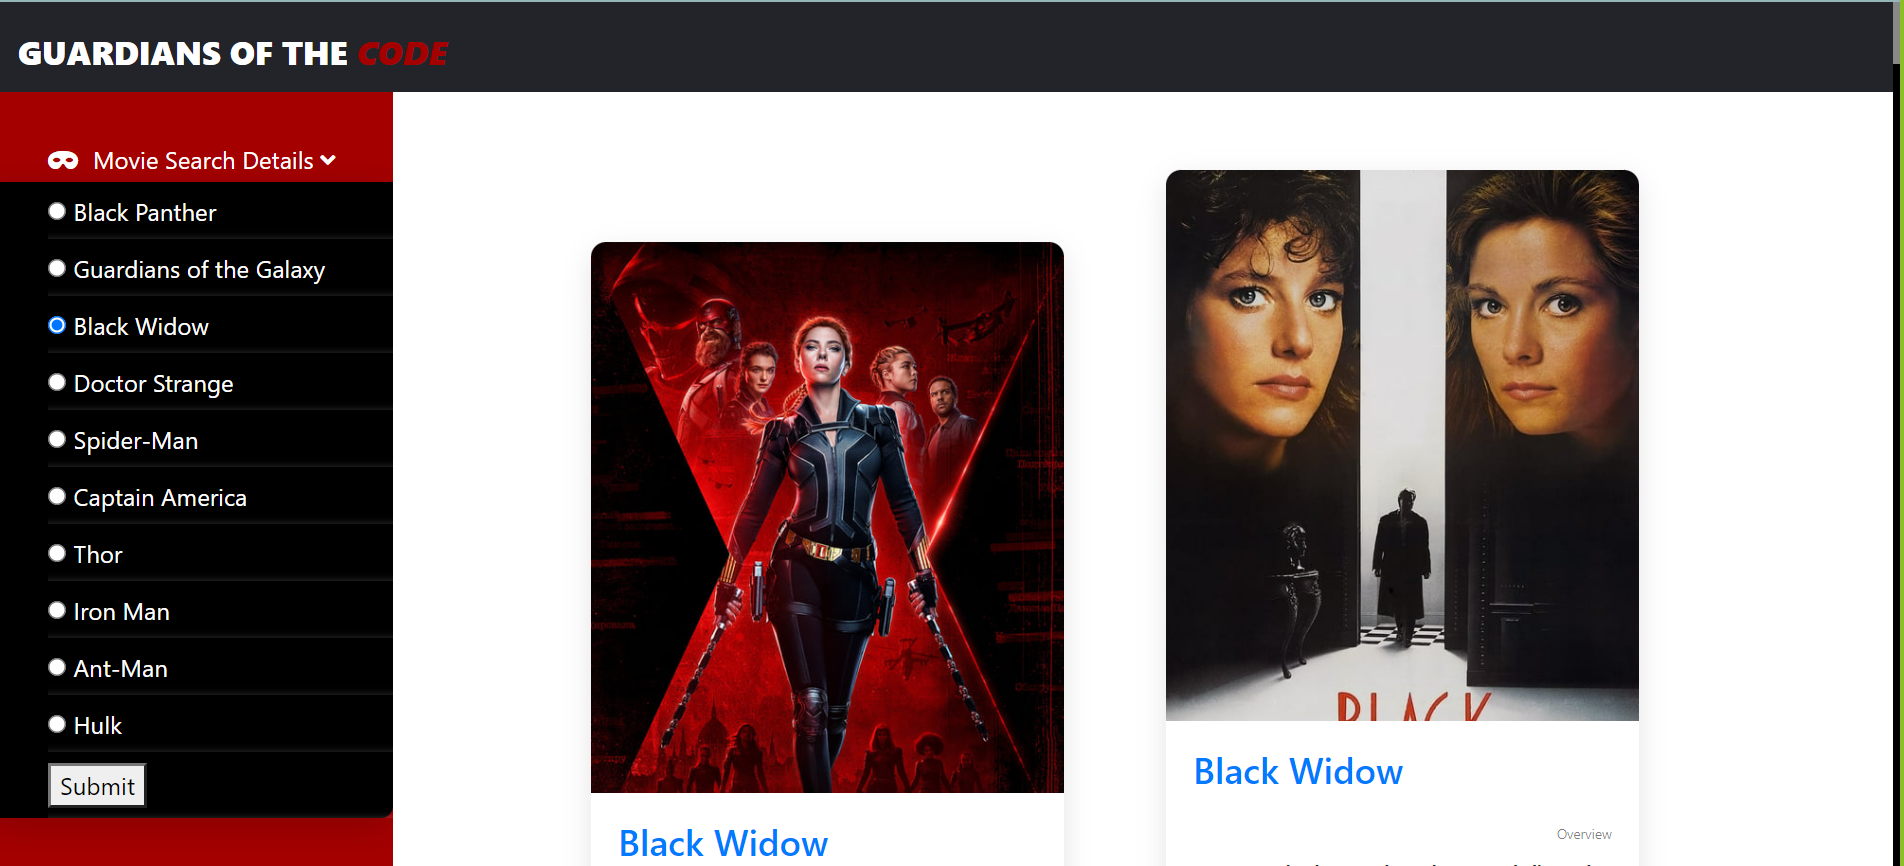 GUARDIANS OF THE CODE
Movie Search Details
Black Panther
Guardians of the Galaxy
Black Widow
Doctor Strange
Spider-Man
Captain America
Thor
Iron Man
Ant-Man
Hulk
Submit
Black Widow
BLACK
Black Widow
Overview